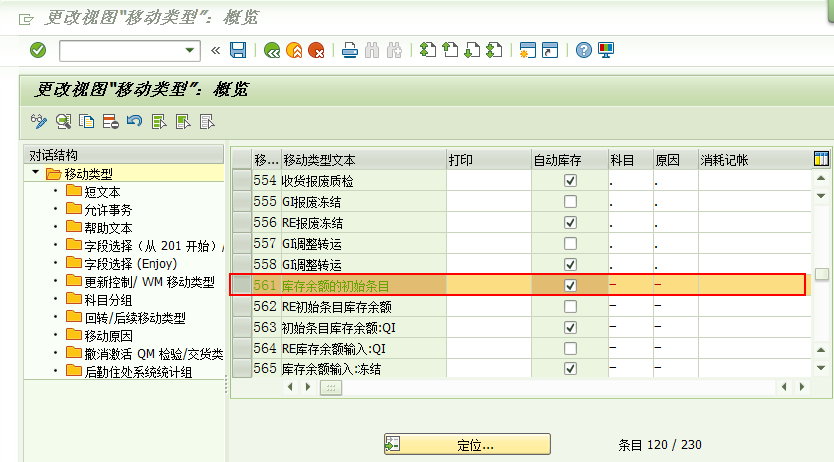 更改视图"移动类型": 概览
更改视图"移动类型": 概览
对话结构
移动类型
短文本
允许事务
帮助文本
字段选择（从 201 开始）/
字段选择 (Enjoy)
更新控制/ WM 移动类型
科目分组
回转/后续移动类型
移动原因
撤消激活 QM 检验/交货类
后勤住处系统统计组
移... 移动类型文本 打印 自动库存 科目 原因 消耗记帐
554 收货报废质检 . .
555 GI报废冻结 . .
556 RE报废冻结 . .
557 GI调整转运 . .
558 GI调整转运 . .
561 库存余额的初始条目 - -
562 RE初始条目库存余额 - -
563 初始条目库存余额:QI - -
564 RE库存余额输入:QI - -
565 库存余额输入:冻结 - -
定位...
条目 120 / 230